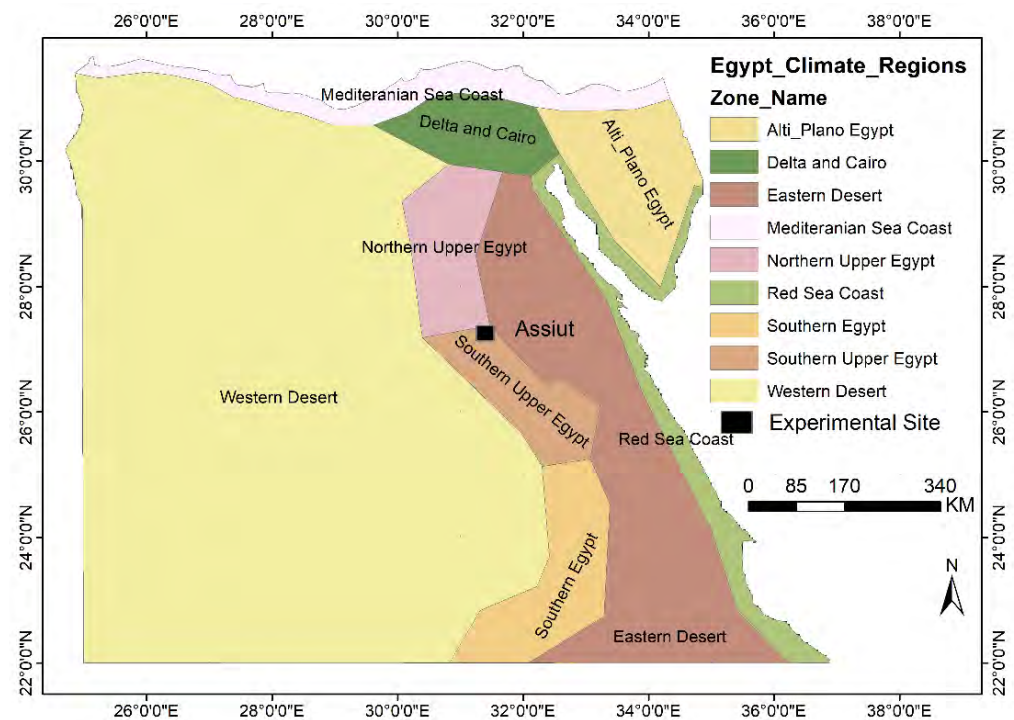 26°0'0"E 28°0'0"E 30°0'0"E 32°0'0"E 34°0'0"E 36°0'0"E 38°0'0"E
Egypt_Climate_Regions
Zone_Name
Alti_Plano Egypt
Delta and Cairo
Eastern Desert
Mediteranian Sea Coast
Northern Upper Egypt
Red Sea Coast
Southern Egypt
Southern Upper Egypt
Western Desert
Experimental Site
0 85 170 340
KM
N
Mediteranian Sea Coast
Delta and Cairo
Alti_Plano Egypt
Northern Upper Egypt
Assiut
Southern Upper Egypt
Western Desert
Red Sea Coast
Southern Egypt
Eastern Desert
30°0'0"N
28°0'0"N
26°0'0"N
24°0'0"N
22°0'0"N
30°0'0"N
28°0'0"N
26°0'0"N
24°0'0"N
22°0'0"N
26°0'0"E 28°0'0"E 30°0'0"E 32°0'0"E 34°0'0"E 36°0'0"E 38°0'0"E